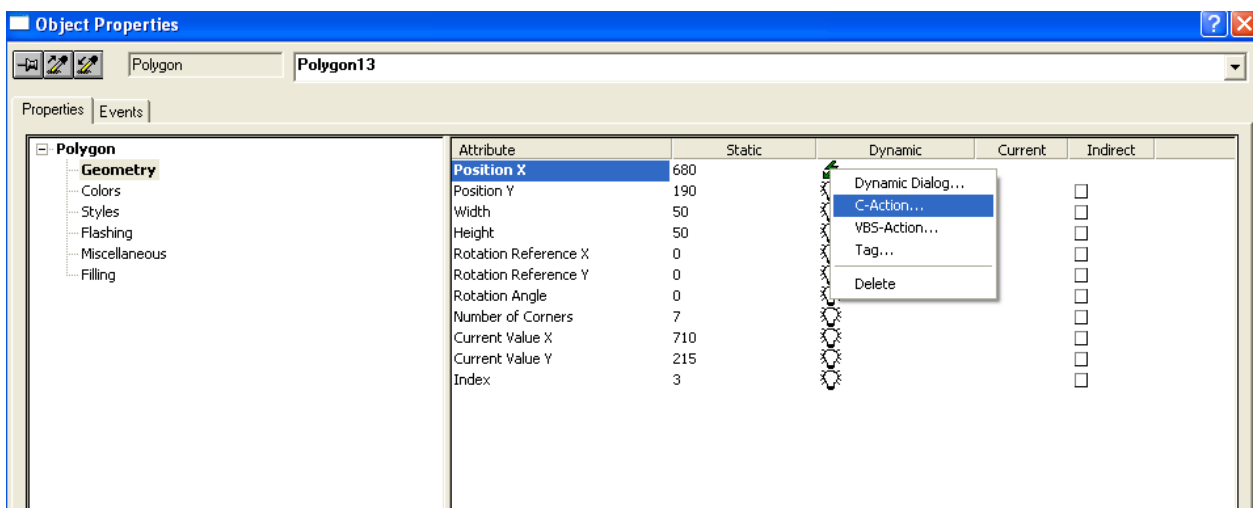 Object Properties
Polygon Polygon13
Properties Events
Polygon
Geometry
Colors
Styles
Flashing
Miscellaneous
Filling
Attribute Static Dynamic Current Indirect
Position X 680
Position Y 190
Width 50
Height 50
Rotation Reference X 0
Rotation Reference Y 0
Rotation Angle 0
Number of Corners 7
Current Value X 710
Current Value Y 215
Index 3
Dynamic Dialog...
C-Action...
VBS-Action...
Tag...
Delete